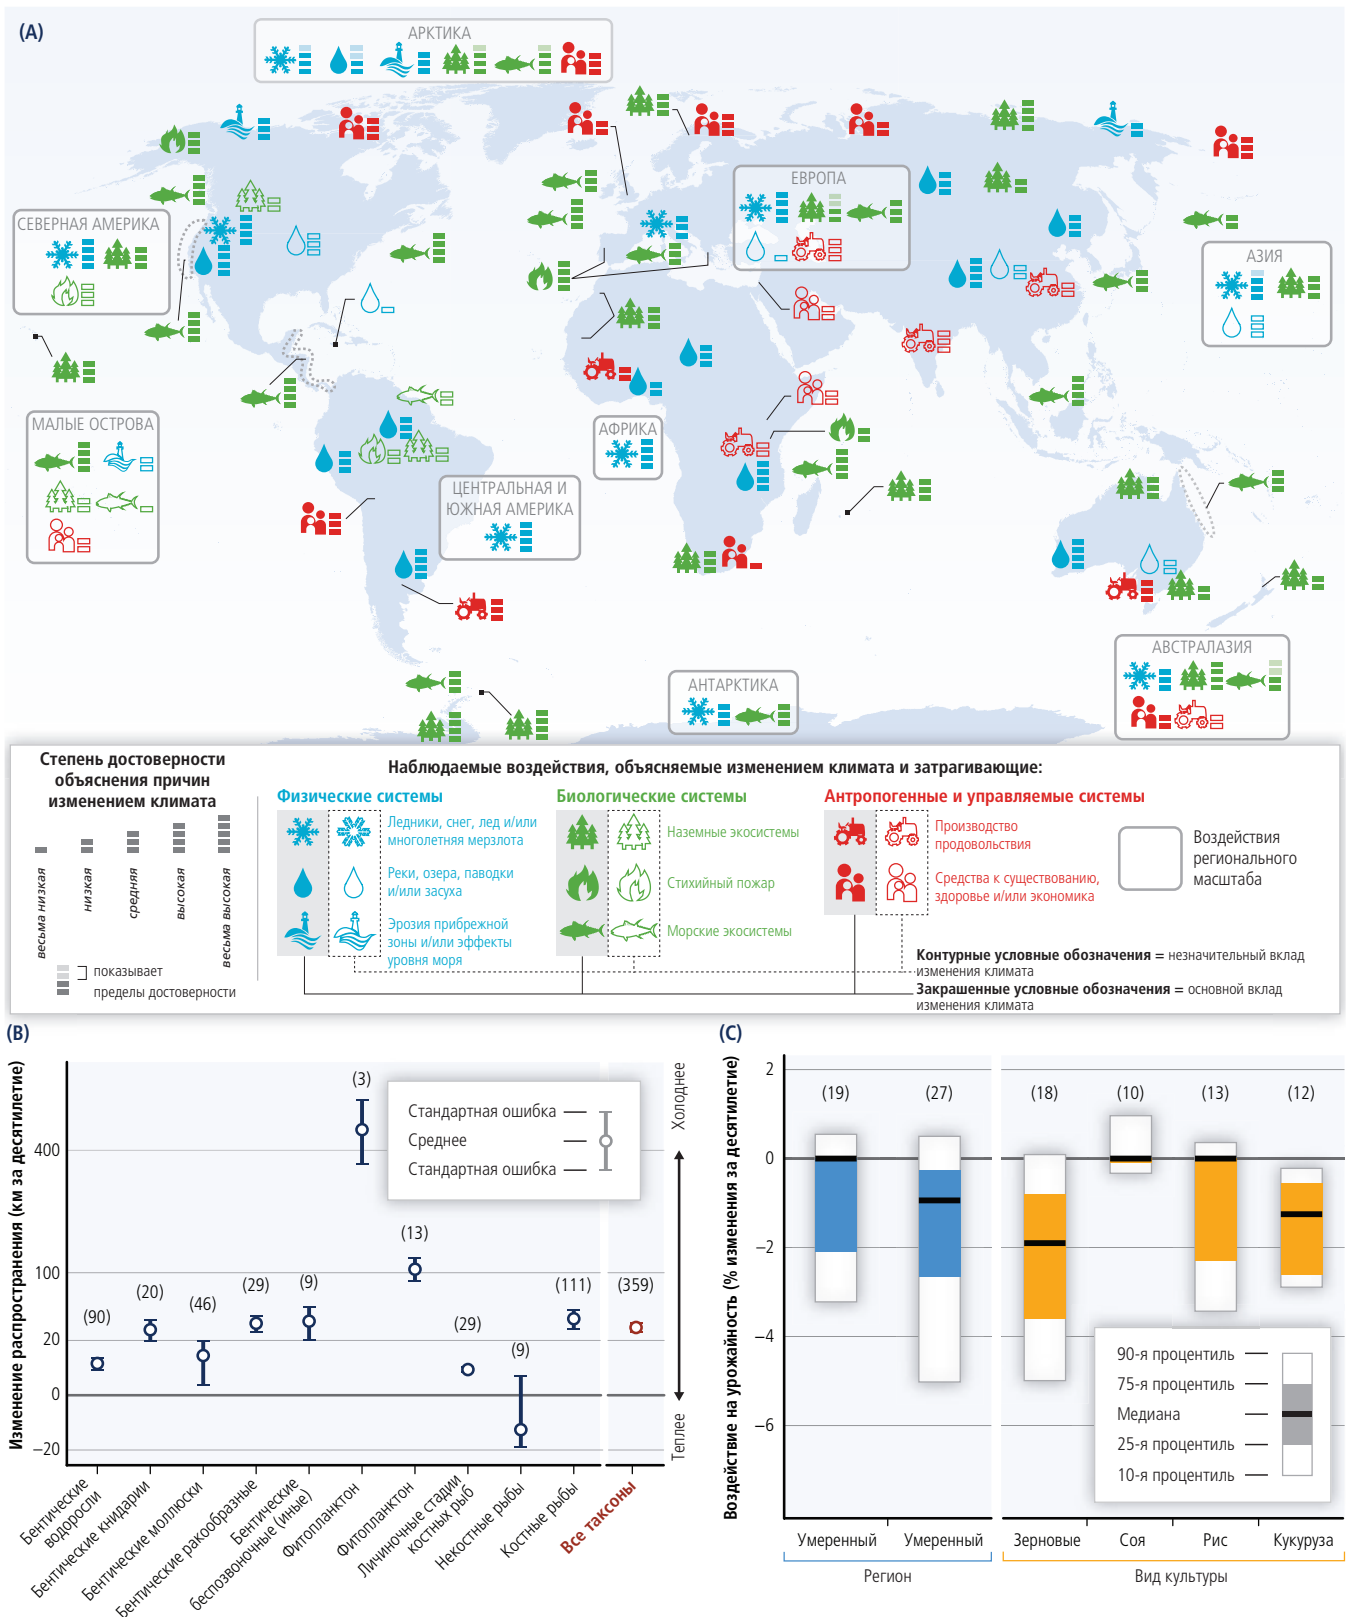 (A)
АРКТИКА
ЕВРОПА
СЕВЕРНАЯ АМЕРИКА
АЗИЯ
МАЛЫЕ ОСТРОВА
АФРИКА
ЦЕНТРАЛЬНАЯ И
ЮЖНАЯ АМЕРИКА
АВСТРАЛАЗИЯ
АНТАРКТИКА
Степень достоверности
объяснения причин
изменением климата
весьма низкая
низкая
средняя
высокая
весьма высокая
показывает
пределы достоверности
Наблюдаемые воздействия, объясняемые изменением климата и затрагивающие:
Физические системы
Ледники, снег, лед и/или
многолетняя мерзлота
Реки, озера, паводки
и/или засуха
Эрозия прибрежной
зоны и/или эффекты
уровня моря
Биологические системы
Наземные экосистемы
Стихийный пожар
Морские экосистемы
Антропогенные и управляемые системы
Производство
продовольствия
Средства к существованию,
здоровье и/или экономика
Воздействия
регионального
масштаба
Контурные условные обозначения = незначительный вклад
изменения климата
Закрашенные условные обозначения = основной вклад
изменения климата
(B)
Изменение распространения (км за десятилетие)
400
100
20
0
–20
(90)
(20)
(46)
(29)
(9)
(3)
(13)
(29)
(9)
(111)
(359)
Стандартная ошибка
Среднее
Стандартная ошибка
Холоднее
Теплее
Бентические
водоросли
Бентические книдарии
Бентические моллюски
Бентические ракообразные
Бентические
беспозвоночные (иные)
Фитопланктон
Фитопланктон
Личиночные стадии
костных рыб
Некостные рыбы
Костные рыбы
Все таксоны
(C)
Воздействие на урожайность (% изменения за десятилетие)
2
0
–2
–4
–6
(19)
(27)
(18)
(10)
(13)
(12)
90-я процентиль
75-я процентиль
Медиана
25-я процентиль
10-я процентиль
Умеренный
Умеренный
Зерновые
Соя
Рис
Кукуруза
Регион
Вид культуры